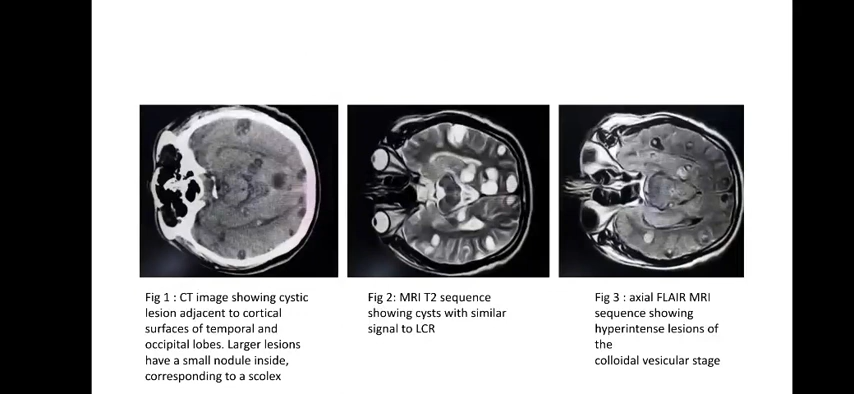 Fig 1 : CT image showing cystic
lesion adjacent to cortical
surfaces of temporal and
occipital lobes. Larger lesions
have a small nodule inside,
corresponding to a scolex
Fig 2: MRI T2 sequence
showing cysts with similar
signal to LCR
Fig 3 : axial FLAIR MRI
sequence showing
hyperintense lesions of
the
colloidal vesicular stage